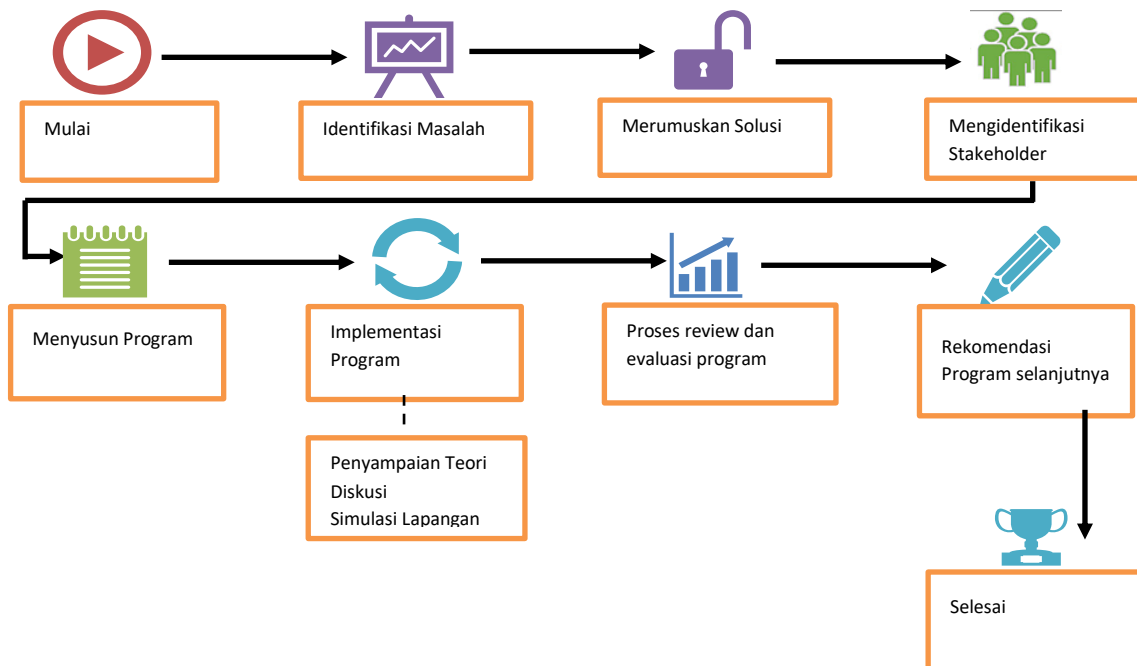 Mulai
Identifikasi Masalah
Merumuskan Solusi
Mengidentifikasi
Stakeholder
Menyusun Program
Implementasi
Program
Proses review dan
evaluasi program
Rekomendasi
Program selanjutnya
Penyampaian Teori
Diskusi
Simulasi Lapangan
Selesai